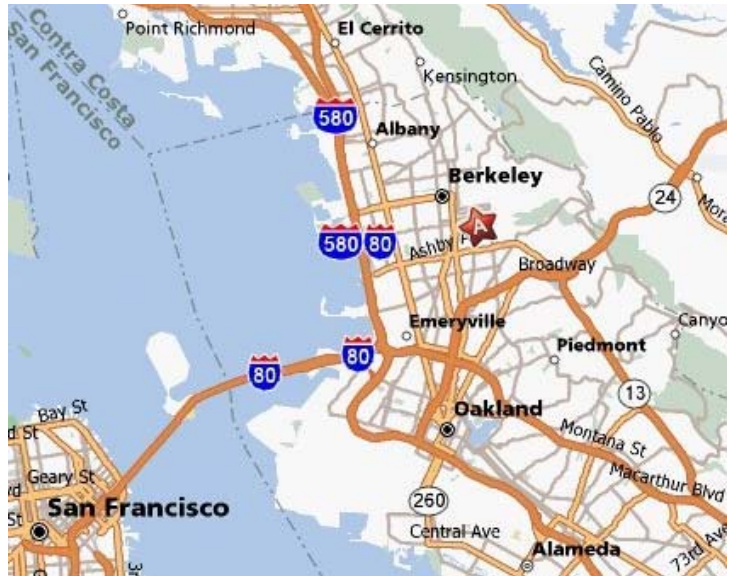 Point Richmond
El Cerrito
Contra Costa
San Francisco
Kensington
Camino Pablo
580
Albany
Berkeley
24
A
580
80
Ashby
Broadway
Emeryville
Canyo
80
Piedmont
80
13
Bay St
d St
Oakland
Montana St
Geary St
Macarthur Blvd
St
San Francisco
260
Central Ave
Alameda
73rd Ave